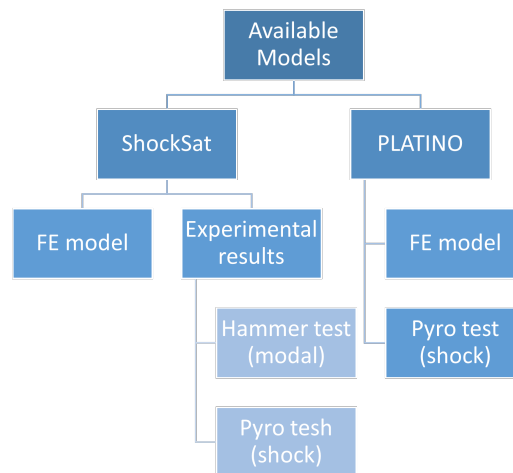 Available
Models
ShockSat
PLATINO
FE model
Experimental
results
FE model
Hammer test
(modal)
Pyro test
(shock)
Pyro tesh
(shock)